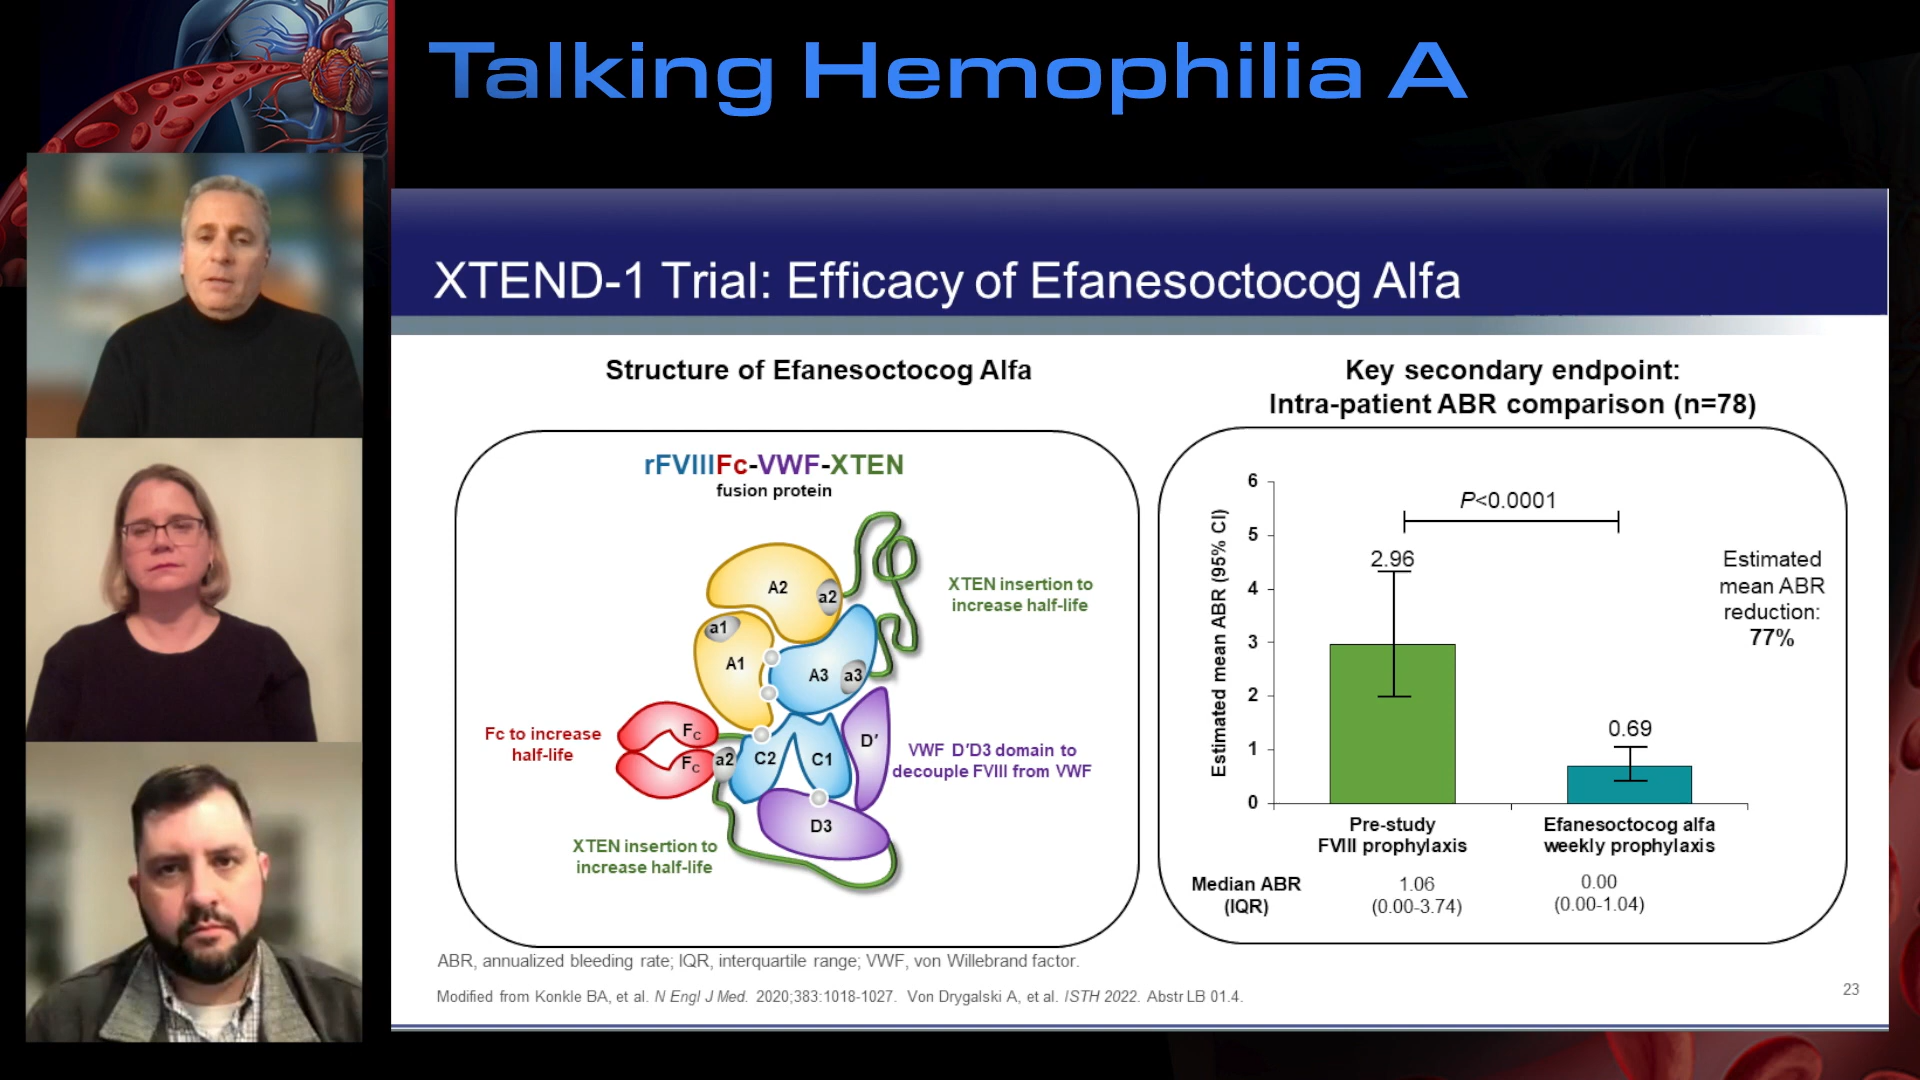 Talking Hemophilia A
XTEND-1 Trial: Efficacy of Efanesoctocog Alfa
Structure of Efanesoctocog Alfa
rFVIIIFc-VWF-XTEN
fusion protein
A2
a2
XTEN insertion to
increase half-life
a1
A1
A3
a3
Fc to increase
half-life
Fc
Fc
a2
C2
C1
D′
VWF D′D3 domain to
decouple FVIII from VWF
D3
XTEN insertion to
increase half-life
Key secondary endpoint:
Intra-patient ABR comparison (n=78)
Estimated mean ABR (95% CI)
6
5
4
3
2
1
0
P<0.0001
2.96
0.69
Estimated
mean ABR
reduction:
77%
Pre-study
FVIII prophylaxis
Efanesoctocog alfa
weekly prophylaxis
Median ABR
(IQR)
1.06
(0.00-3.74)
0.00
(0.00-1.04)
ABR, annualized bleeding rate; IQR, interquartile range; VWF, von Willebrand factor.
Modified from Konkle BA, et al. N Engl J Med. 2020;383:1018-1027. Von Drygalski A, et al. ISTH 2022. Abstr LB 01.4.
23